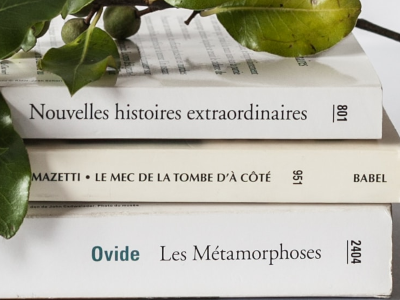 Nouvelles histoires extraordinaires 801
MAZETTI • LE MEC DE LA TOMBE D'À CÔTÉ 951 BABEL
Ovide Les Métamorphoses 2404